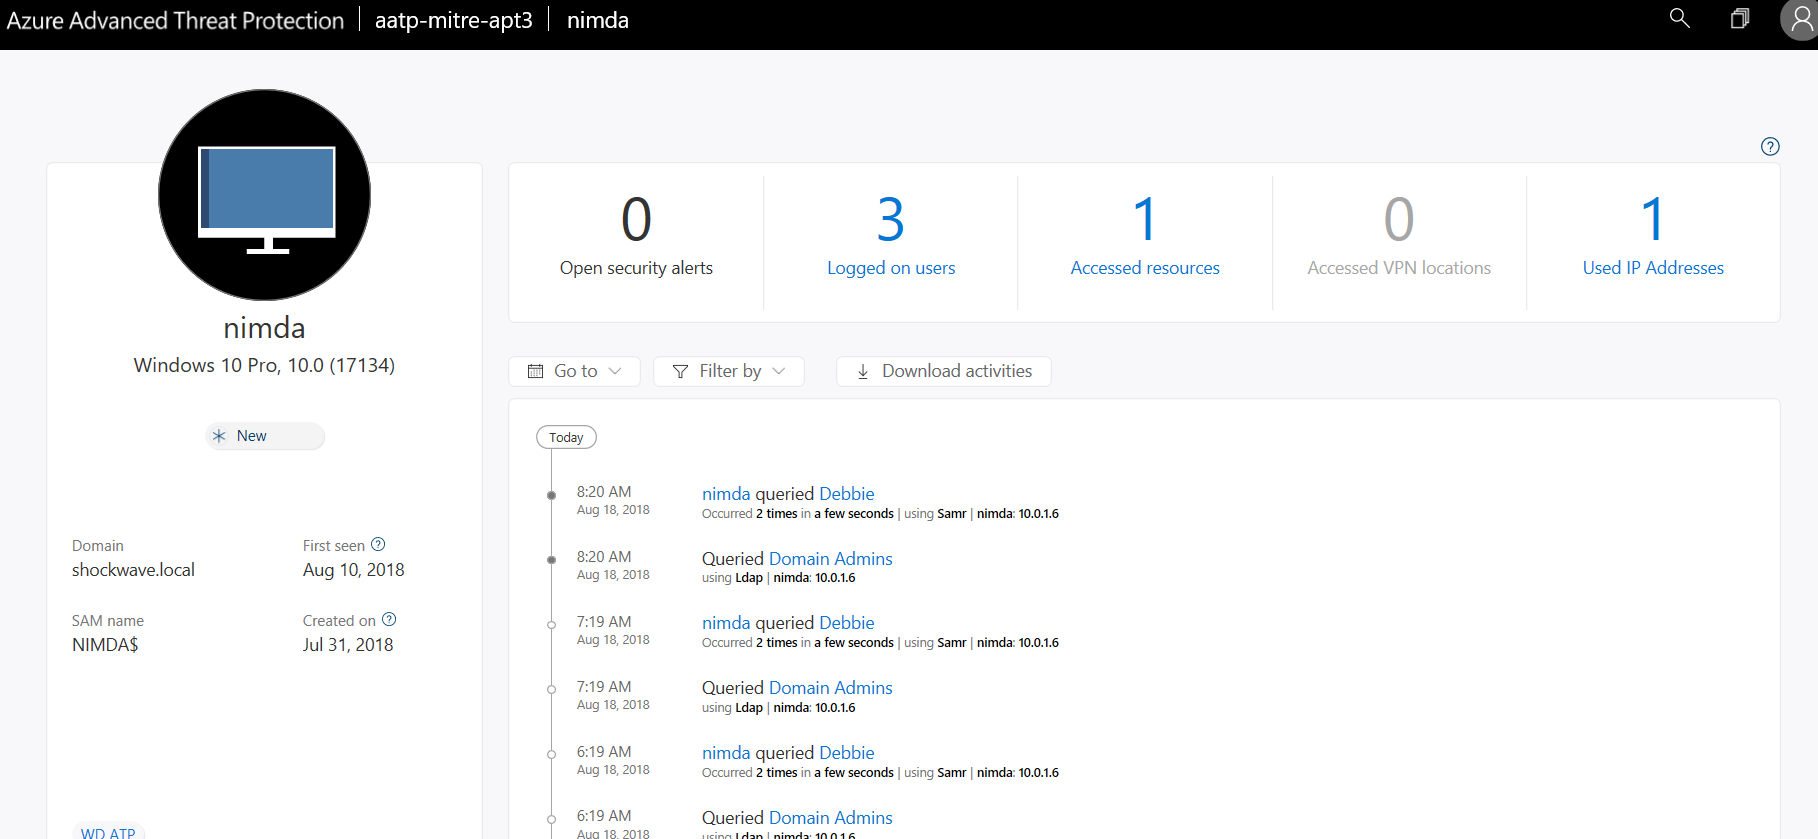 Azure Advanced Threat Protection | aatp-mitre-apt3 | nimda
nimda
Windows 10 Pro, 10.0 (17134)
New
Domain
shockwave.local
First seen ?
Aug 10, 2018
SAM name
NIMDA$
Created on ?
Jul 31, 2018
WD ATP
?
0
Open security alerts
3
Logged on users
1
Accessed resources
0
Accessed VPN locations
1
Used IP Addresses
Go to
Filter by
Download activities
Today
8:20 AM
Aug 18, 2018
nimda queried Debbie
Occurred 2 times in a few seconds | using Samr | nimda: 10.0.1.6
8:20 AM
Aug 18, 2018
Queried Domain Admins
using Ldap | nimda: 10.0.1.6
7:19 AM
Aug 18, 2018
nimda queried Debbie
Occurred 2 times in a few seconds | using Samr | nimda: 10.0.1.6
7:19 AM
Aug 18, 2018
Queried Domain Admins
using Ldap | nimda: 10.0.1.6
6:19 AM
Aug 18, 2018
nimda queried Debbie
Occurred 2 times in a few seconds | using Samr | nimda: 10.0.1.6
6:19 AM
Aug 18, 2018
Queried Domain Admins
using Ldap | nimda: 10.0.1.6